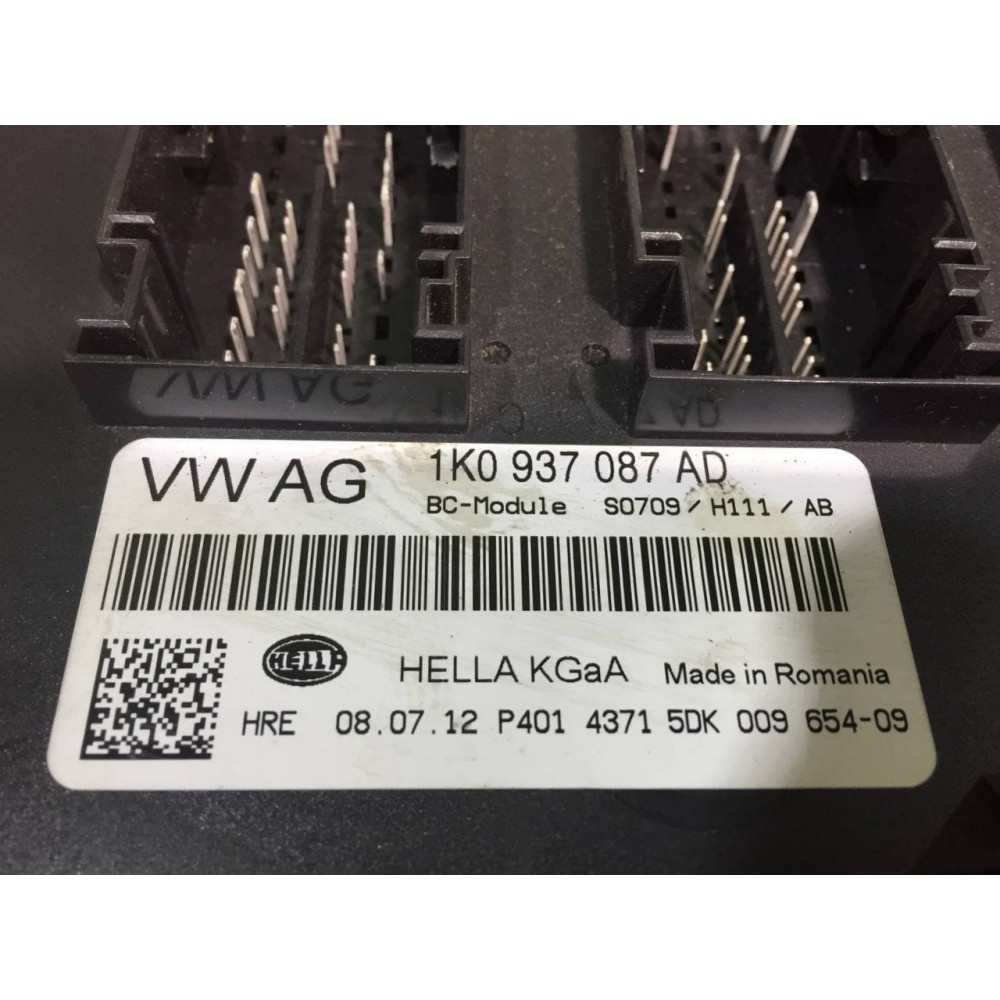 VW AG 1K0 937 087 AD
BC-Module S0709 / H111 / AB
HELLA HELLA KGaA Made in Romania
HRE 08.07.12 P401 4371 5DK 009 654-09